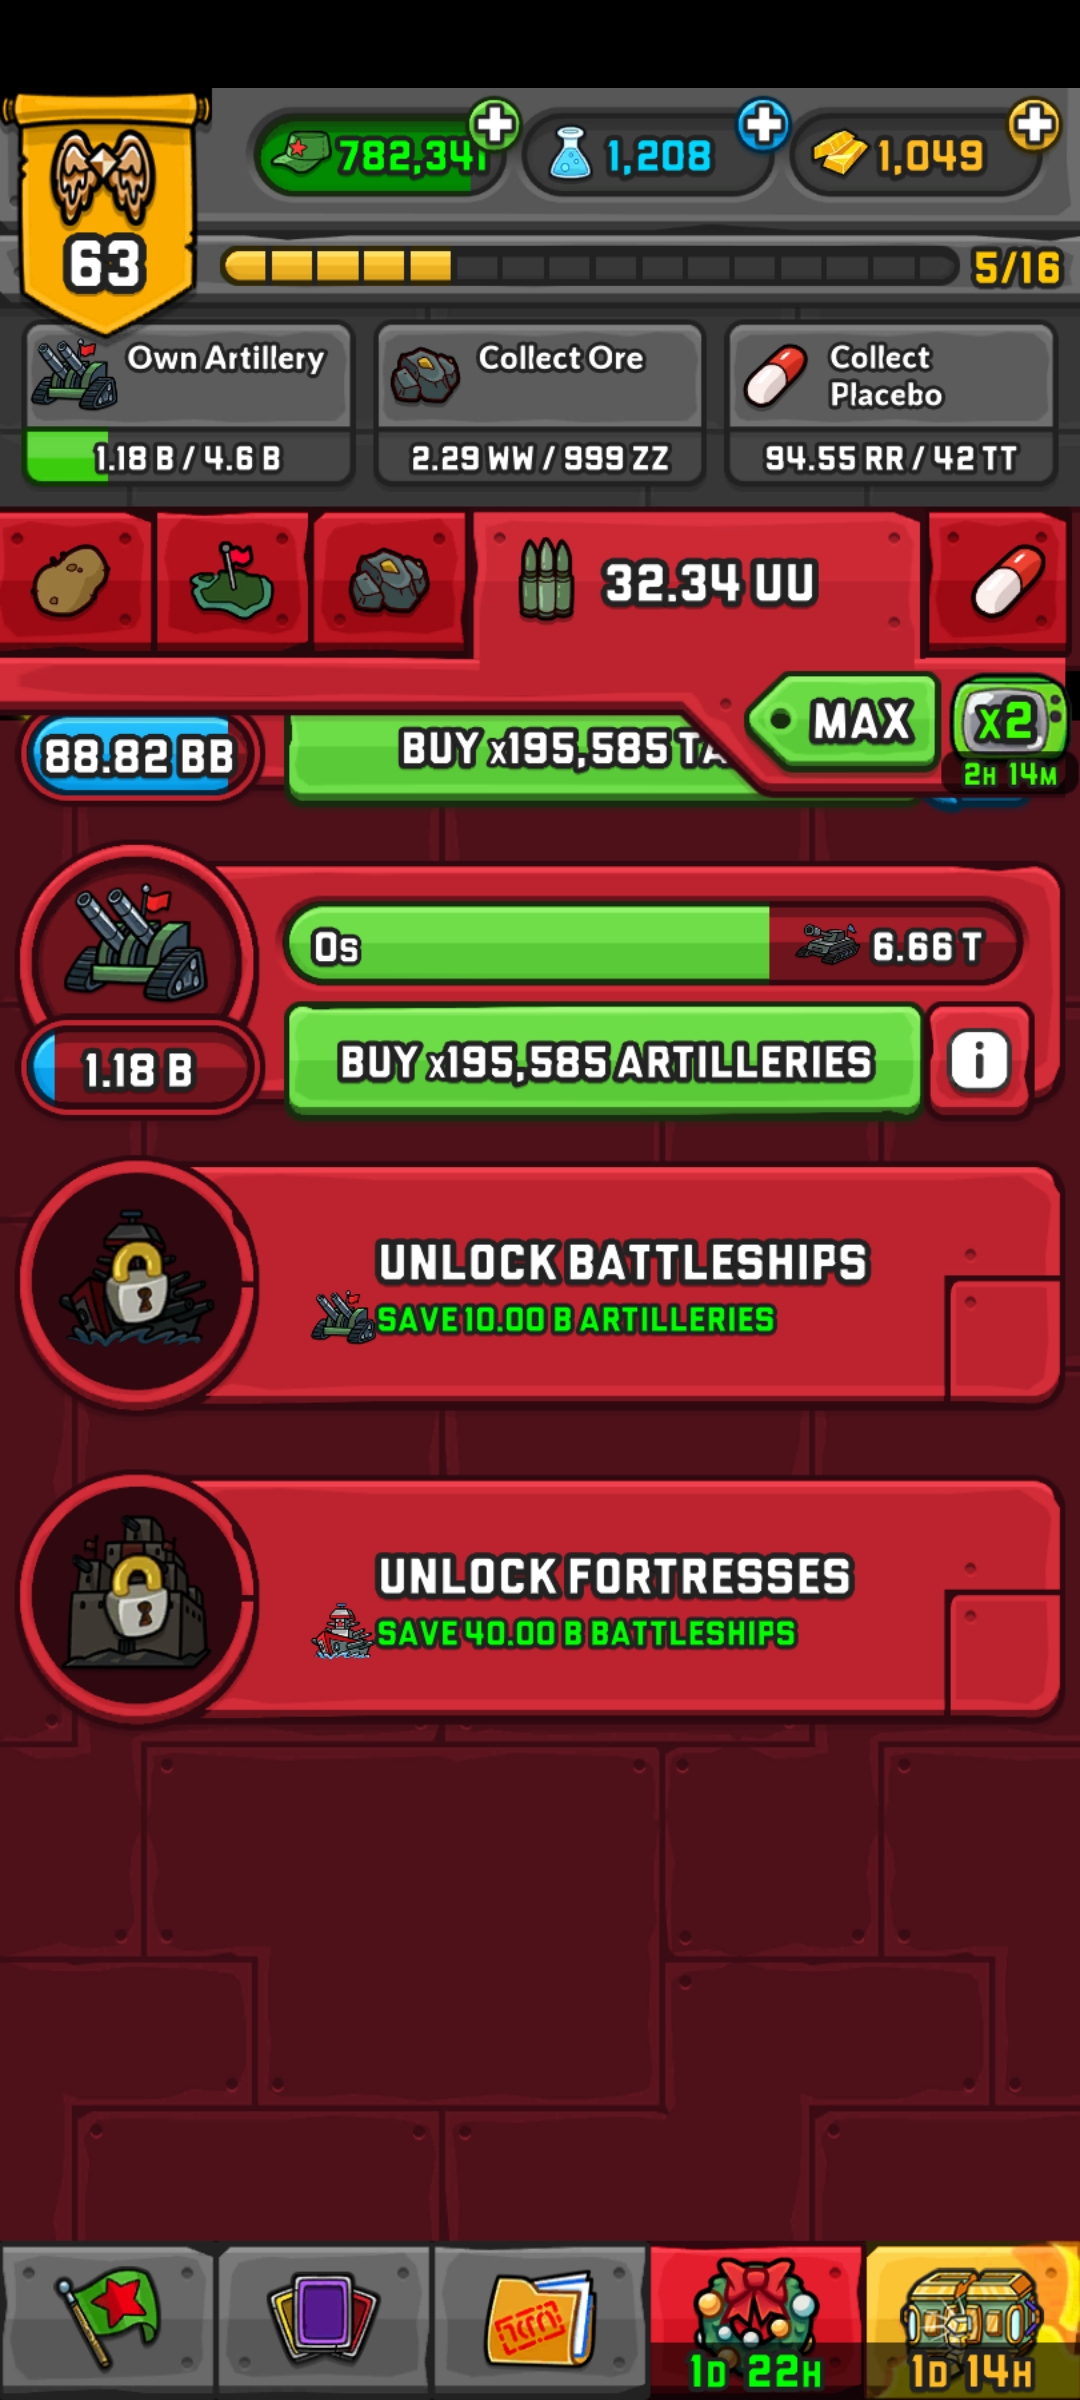 782,341
1,208
1,049
63
5/16
Own Artillery
1.18 B / 4.6 B
Collect Ore
2.29 WW / 999 ZZ
Collect
Placebo
94.55 RR / 42 TT
32.34 UU
MAX
x2
2H 14M
88.82 BB
BUY x195,585 TA
0s
6.66 T
1.18 B
BUY x195,585 ARTILLERIES
i
UNLOCK BATTLESHIPS
SAVE 10.00 B ARTILLERIES
UNLOCK FORTRESSES
SAVE 40.00 B BATTLESHIPS
1D 22H
1D 14H